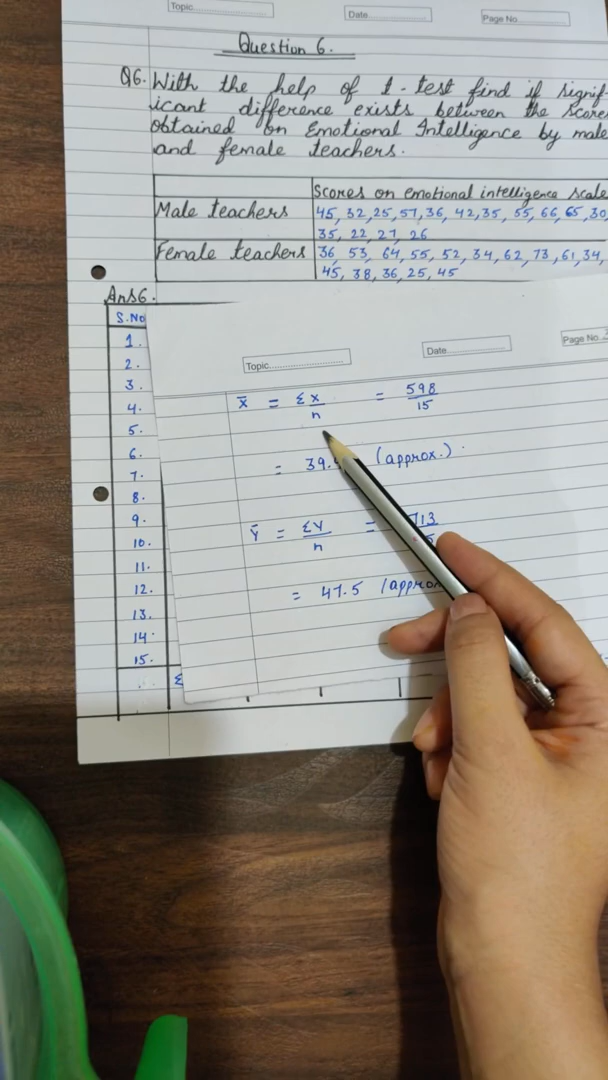 Topic
Date
Page No
Question 6.
Q6. With the help of t-test find if signif-
icant difference exists between the scores
obtained on Emotional Intelligence by male
and female teachers.
Scores on emotional intelligence scale
Male teachers 45, 32, 25, 57, 36, 42, 35, 55, 66, 65, 30,
35, 22, 27, 26
Female teachers 36, 53, 64, 55, 52, 34, 62, 73, 61, 34,
45, 38, 36, 25, 45
Ans6.
S.No
1.
2.
3.
4.
5.
6.
7.
8.
9.
10.
11.
12.
13.
14.
15.
Σ
Topic
Date
Page No
X̄ = ΣX/n = 598/15
= 39. (approx.)
Ȳ = ΣY/n = 713
= 47.5 (approx